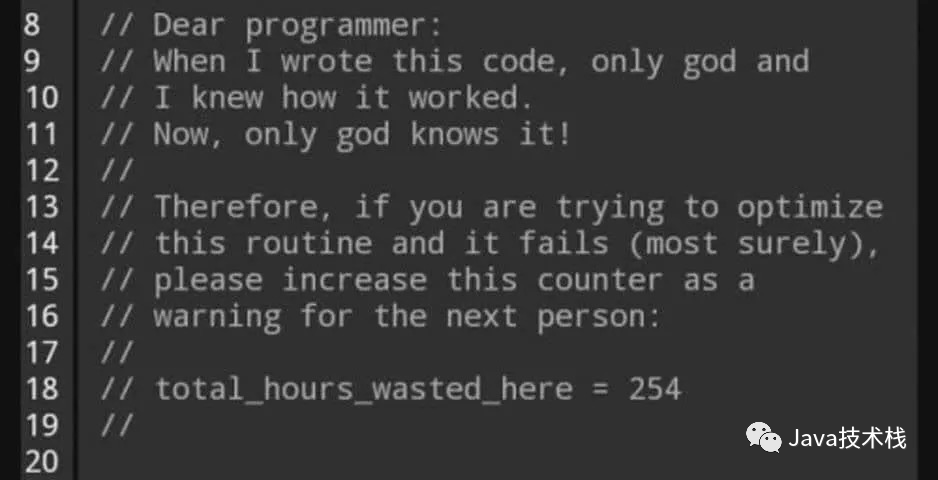 8 // Dear programmer:
9 // When I wrote this code, only god and
10 // I knew how it worked.
11 // Now, only god knows it!
12 //
13 // Therefore, if you are trying to optimize
14 // this routine and it fails (most surely),
15 // please increase this counter as a
16 // warning for the next person:
17 //
18 // total_hours_wasted_here = 254
19 //
20
Java技术栈